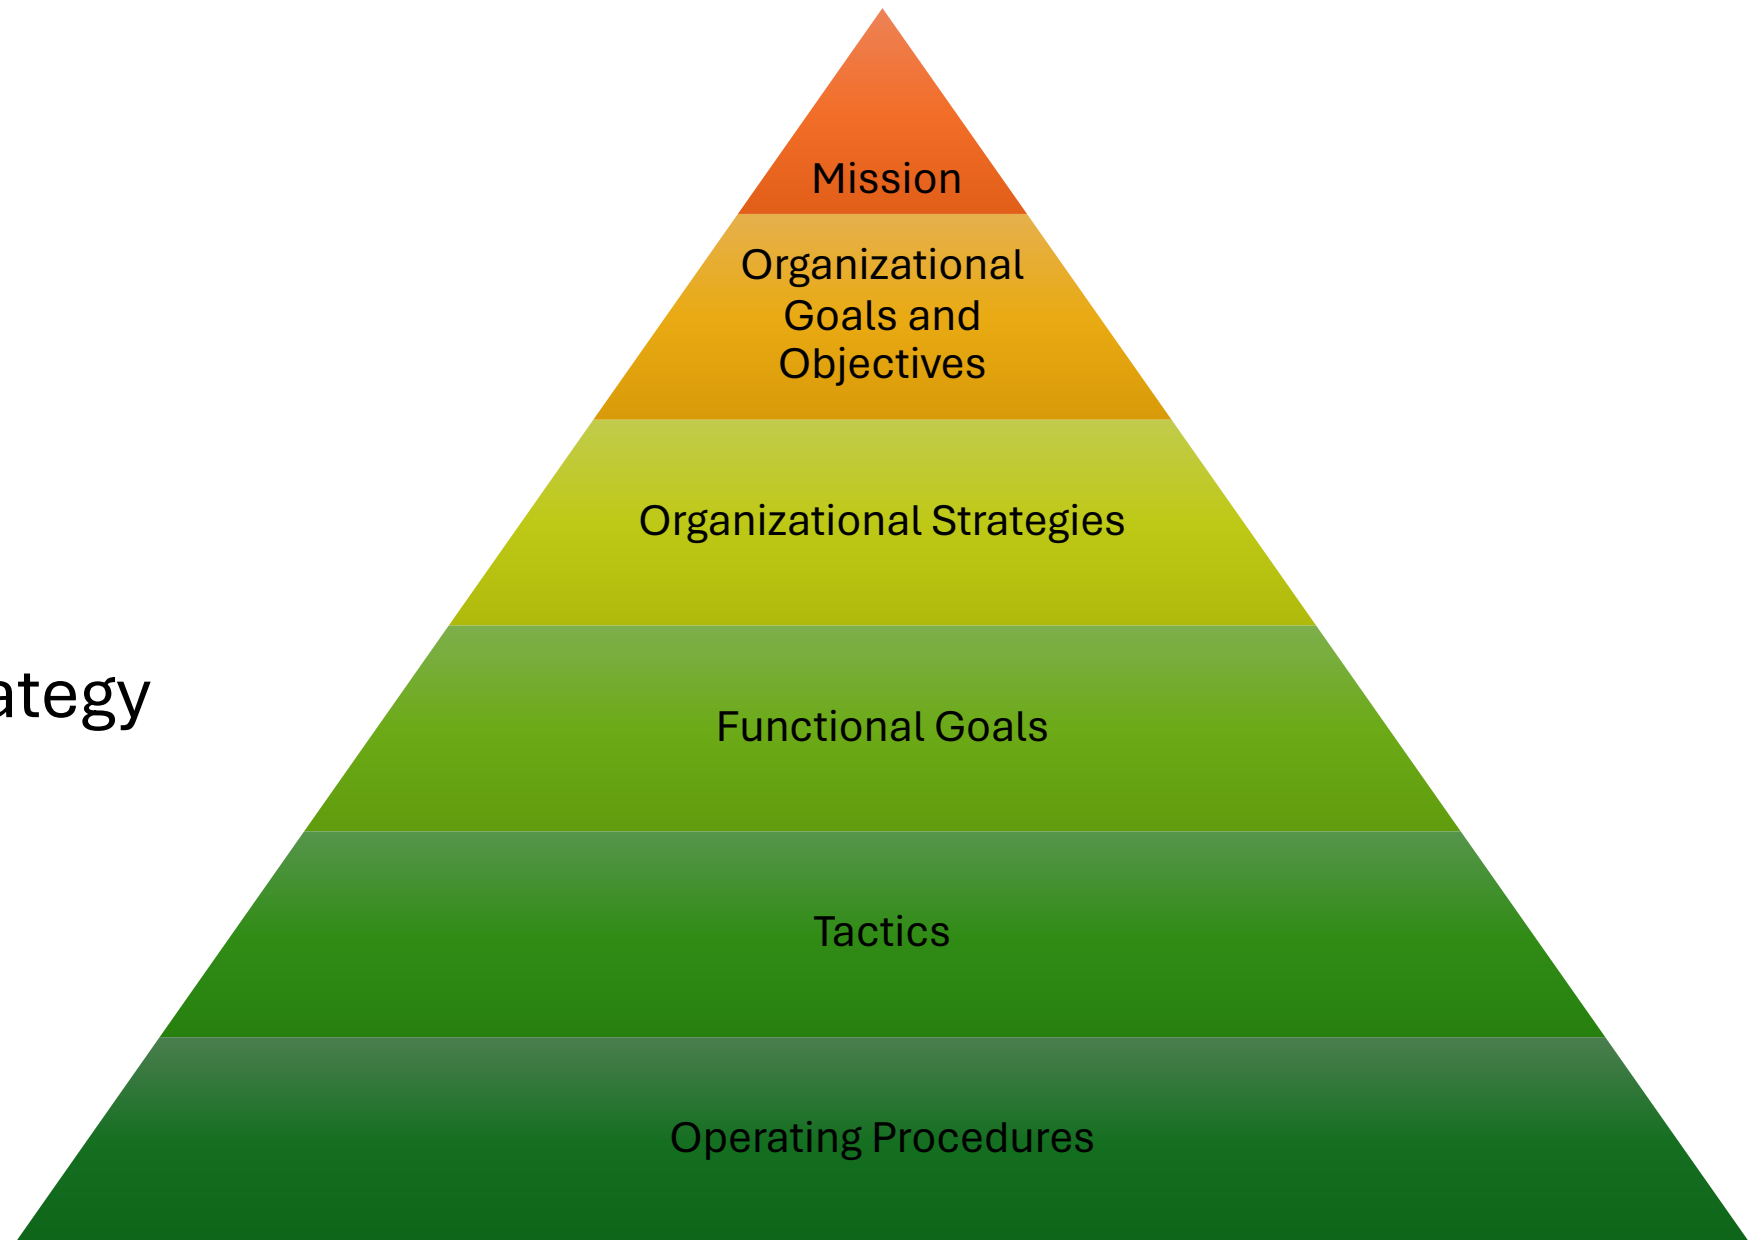 Mission
Organizational
Goals and
Objectives
Organizational Strategies
ategy
Functional Goals
Tactics
Operating Procedures